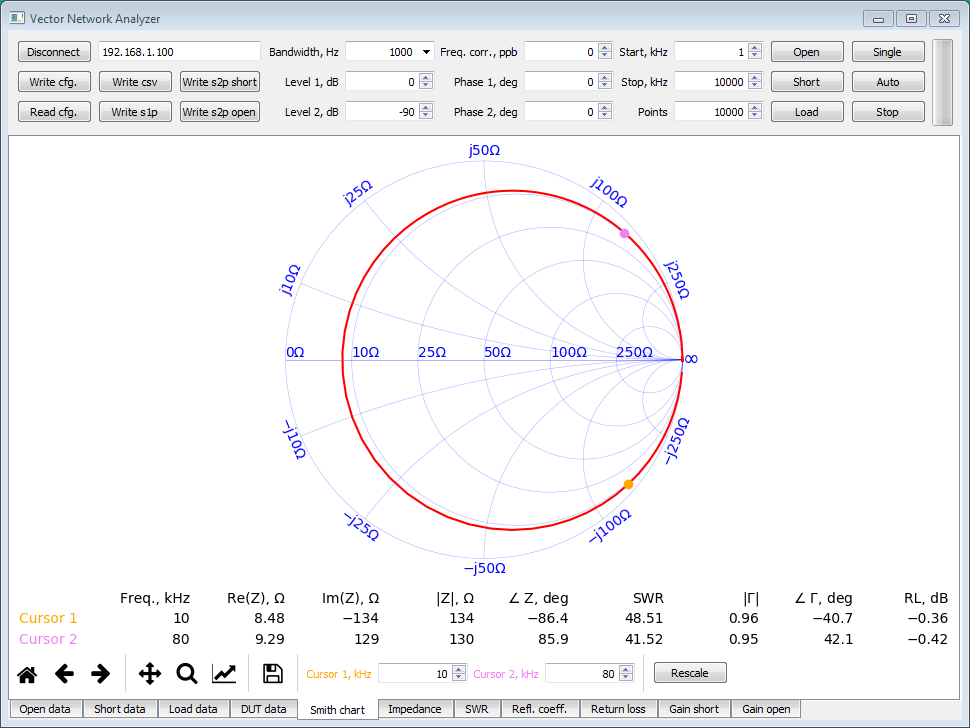 Vector Network Analyzer
Disconnect 192.168.1.100 Bandwidth, Hz 1000 Freq. corr., ppb 0 Start, kHz 1 Open Single
Write cfg. Write csv Write s2p short Level 1, dB 0 Phase 1, deg 0 Stop, kHz 10000 Short Auto
Read cfg. Write s1p Write s2p open Level 2, dB -90 Phase 2, deg 0 Points 10000 Load Stop
j50Ω
j25Ω j100Ω
j10Ω j250Ω
0Ω 10Ω 25Ω 50Ω 100Ω 250Ω ∞
−j10Ω −j250Ω
−j25Ω −j100Ω
−j50Ω
Freq., kHz Re(Z), Ω Im(Z), Ω |Z|, Ω ∠ Z, deg SWR |Γ| ∠ Γ, deg RL, dB
Cursor 1 10 8.48 −134 134 −86.4 48.51 0.96 −40.7 −0.36
Cursor 2 80 9.29 129 130 85.9 41.52 0.95 42.1 −0.42
Cursor 1, kHz 10 Cursor 2, kHz 80 Rescale
Open data Short data Load data DUT data Smith chart Impedance SWR Refl. coeff. Return loss Gain short Gain open